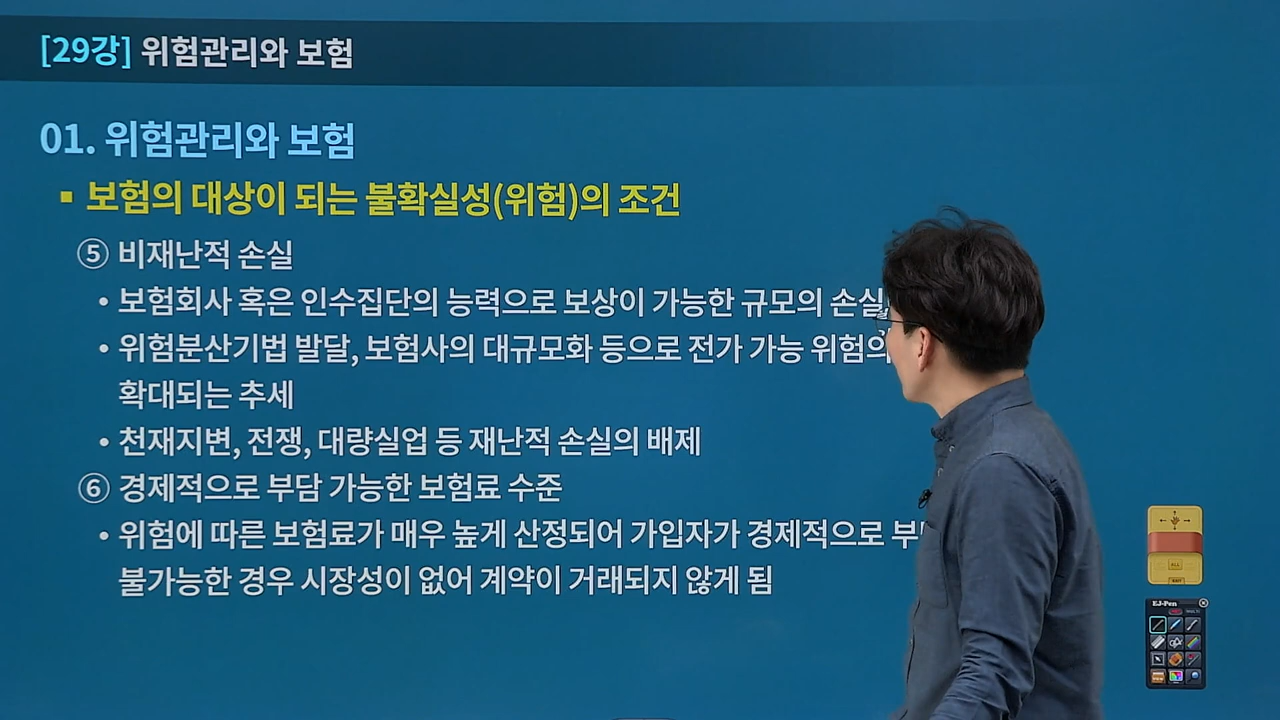 [29강] 위험관리와 보험
01. 위험관리와 보험
▪ 보험의 대상이 되는 불확실성(위험)의 조건
⑤ 비재난적 손실
• 보험회사 혹은 인수집단의 능력으로 보상이 가능한 규모의 손실
• 위험분산기법 발달, 보험사의 대규모화 등으로 전가 가능 위험의
확대되는 추세
• 천재지변, 전쟁, 대량실업 등 재난적 손실의 배제
⑥ 경제적으로 부담 가능한 보험료 수준
• 위험에 따른 보험료가 매우 높게 산정되어 가입자가 경제적으로
불가능한 경우 시장성이 없어 계약이 거래되지 않게 됨
ALL
EXIT
EJ-Pen